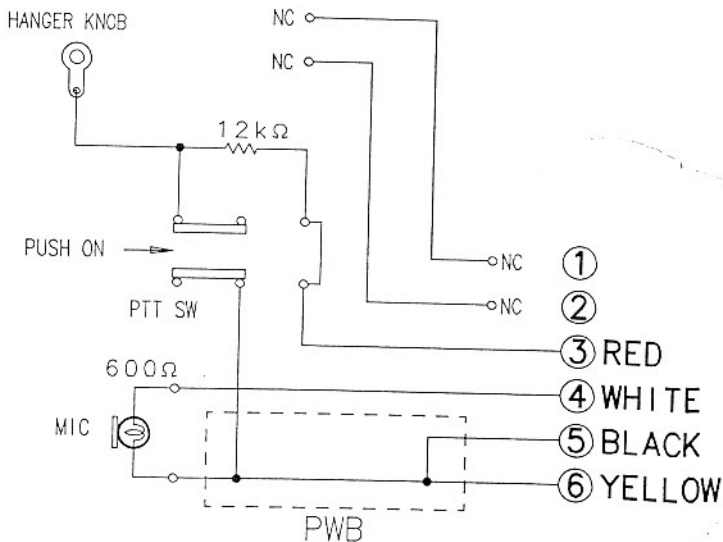 HANGER KNOB
NC
NC
12kΩ
PUSH ON
PTT SW
NC ①
NC ②
③ RED
600Ω
④ WHITE
MIC
⑤ BLACK
⑥ YELLOW
PWB